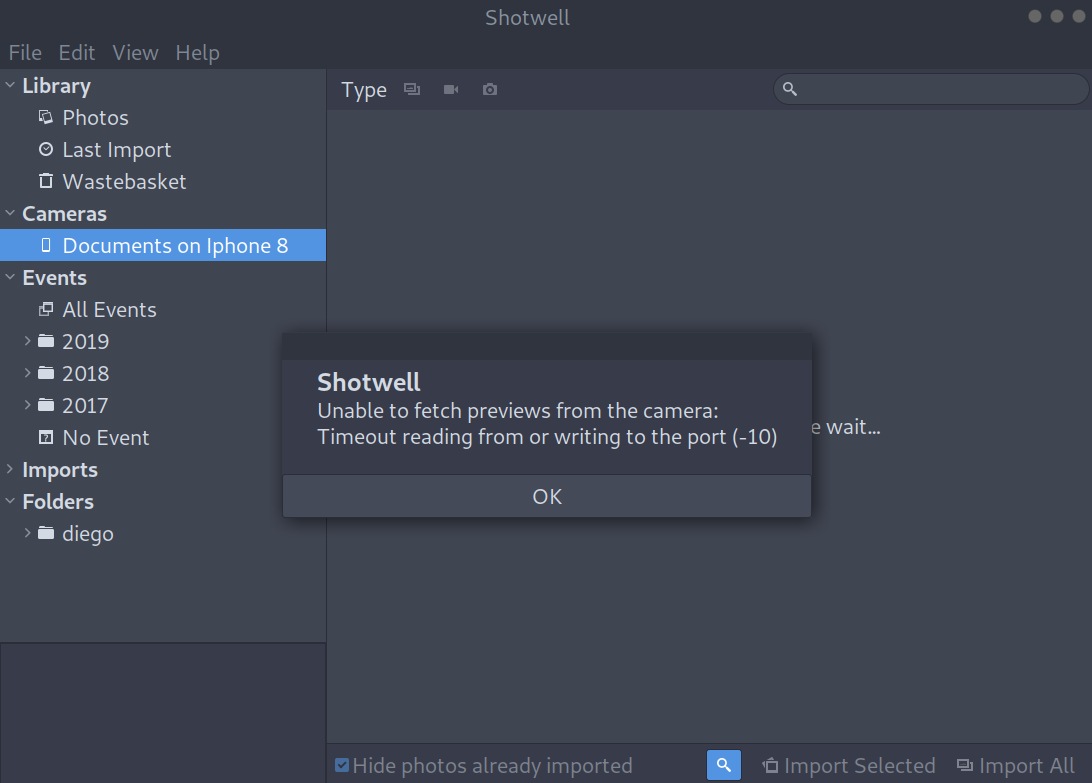 Shotwell
File Edit View Help
Library
Photos
Last Import
Wastebasket
Cameras
Documents on Iphone 8
Events
All Events
2019
2018
2017
No Event
Imports
Folders
diego
Type
Shotwell
Unable to fetch previews from the camera:
Timeout reading from or writing to the port (-10)
OK
e wait...
Hide photos already imported
Import Selected
Import All